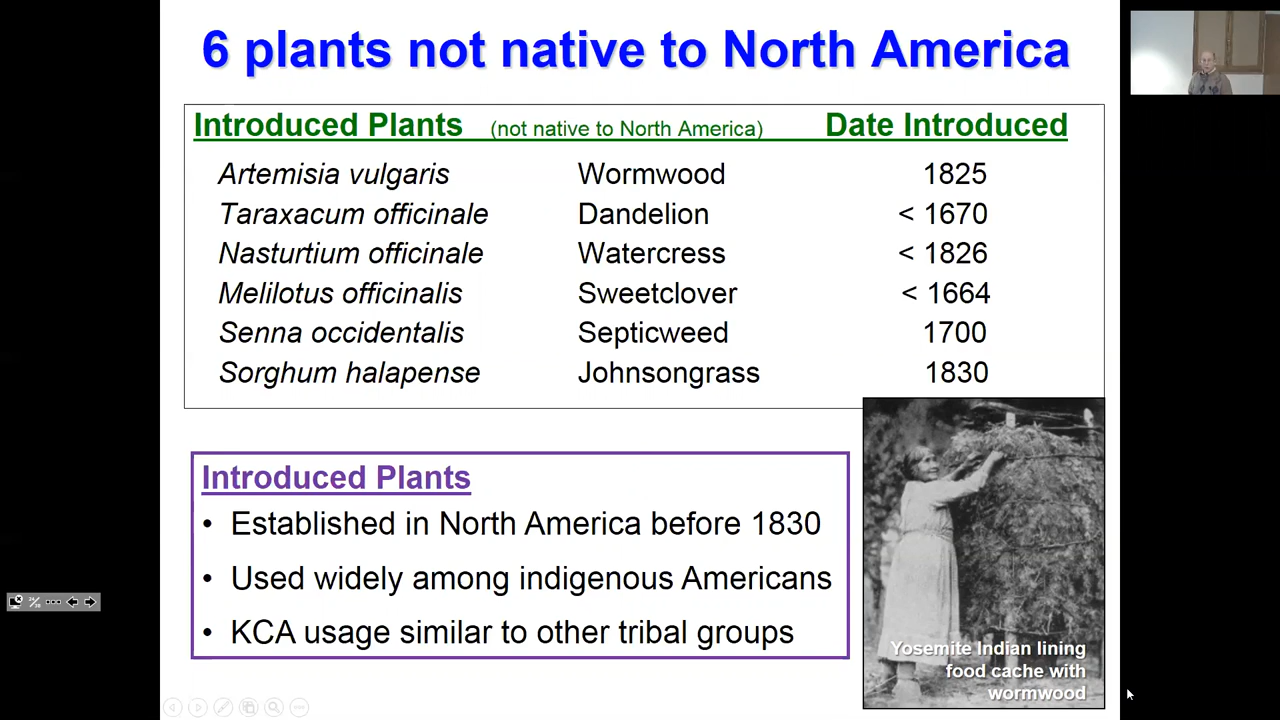 6 plants not native to North America
Introduced Plants (not native to North America) Date Introduced
Artemisia vulgaris Wormwood 1825
Taraxacum officinale Dandelion < 1670
Nasturtium officinale Watercress < 1826
Melilotus officinalis Sweetclover < 1664
Senna occidentalis Septicweed 1700
Sorghum halapense Johnsongrass 1830
Introduced Plants
• Established in North America before 1830
• Used widely among indigenous Americans
• KCA usage similar to other tribal groups
Yosemite Indian lining
food cache with
wormwood